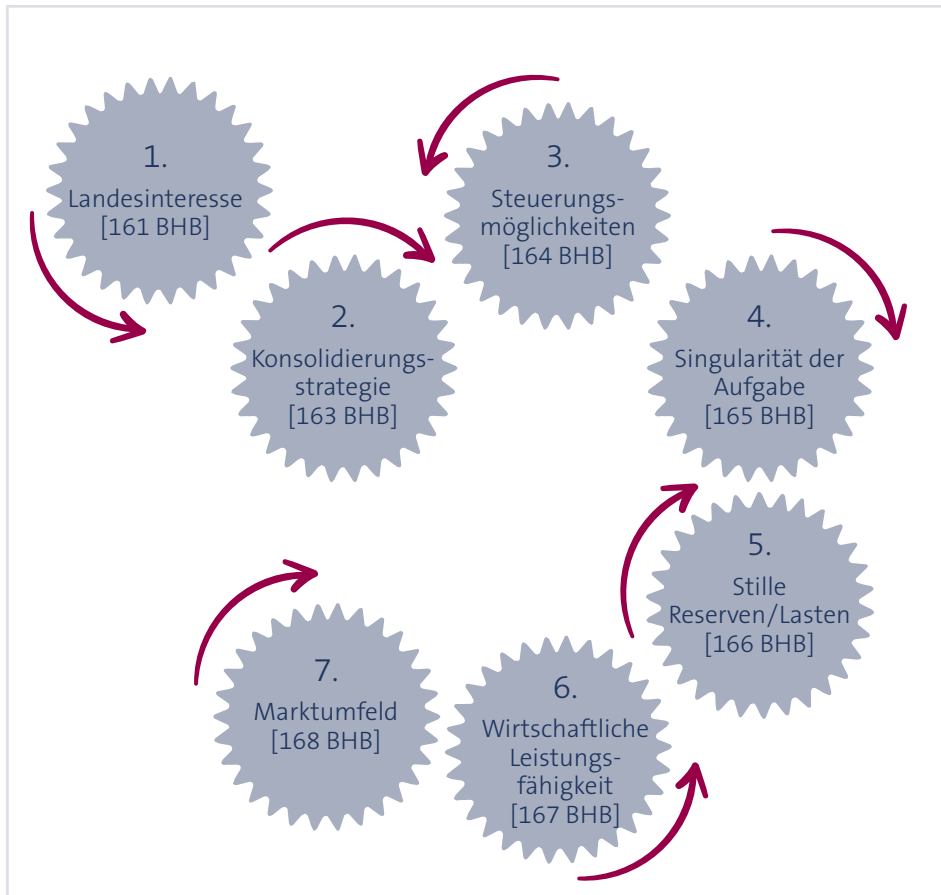 1.
Landesinteresse
[161 BHB]
2.
Konsolidierungs-
strategie
[163 BHB]
3.
Steuerungs-
möglichkeiten
[164 BHB]
4.
Singularität der
Aufgabe
[165 BHB]
5.
Stille
Reserven/Lasten
[166 BHB]
6.
Wirtschaftliche
Leistungs-
fähigkeit
[167 BHB]
7.
Marktumfeld
[168 BHB]